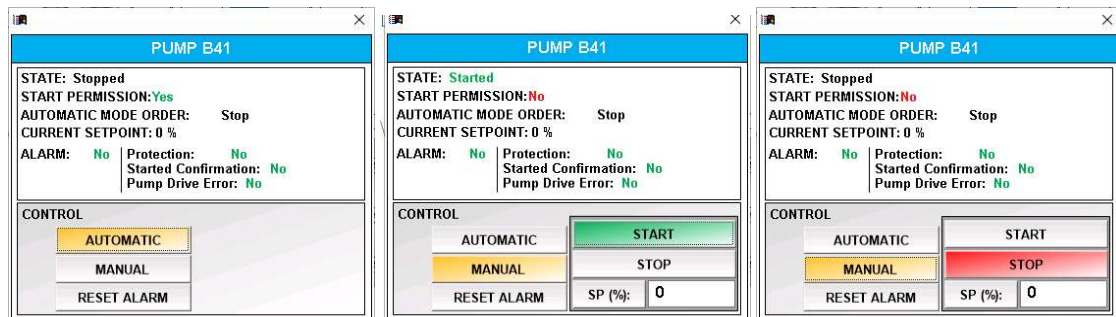 PUMP B41
STATE: Stopped
START PERMISSION:Yes
AUTOMATIC MODE ORDER: Stop
CURRENT SETPOINT: 0 %
ALARM: No Protection: No
Started Confirmation: No
Pump Drive Error: No
CONTROL
AUTOMATIC
MANUAL
RESET ALARM
PUMP B41
STATE: Started
START PERMISSION:No
AUTOMATIC MODE ORDER: Stop
CURRENT SETPOINT: 0 %
ALARM: No Protection: No
Started Confirmation: No
Pump Drive Error: No
CONTROL
AUTOMATIC START
MANUAL STOP
RESET ALARM SP (%): 0
PUMP B41
STATE: Stopped
START PERMISSION:No
AUTOMATIC MODE ORDER: Stop
CURRENT SETPOINT: 0 %
ALARM: No Protection: No
Started Confirmation: No
Pump Drive Error: No
CONTROL
AUTOMATIC START
MANUAL STOP
RESET ALARM SP (%): 0